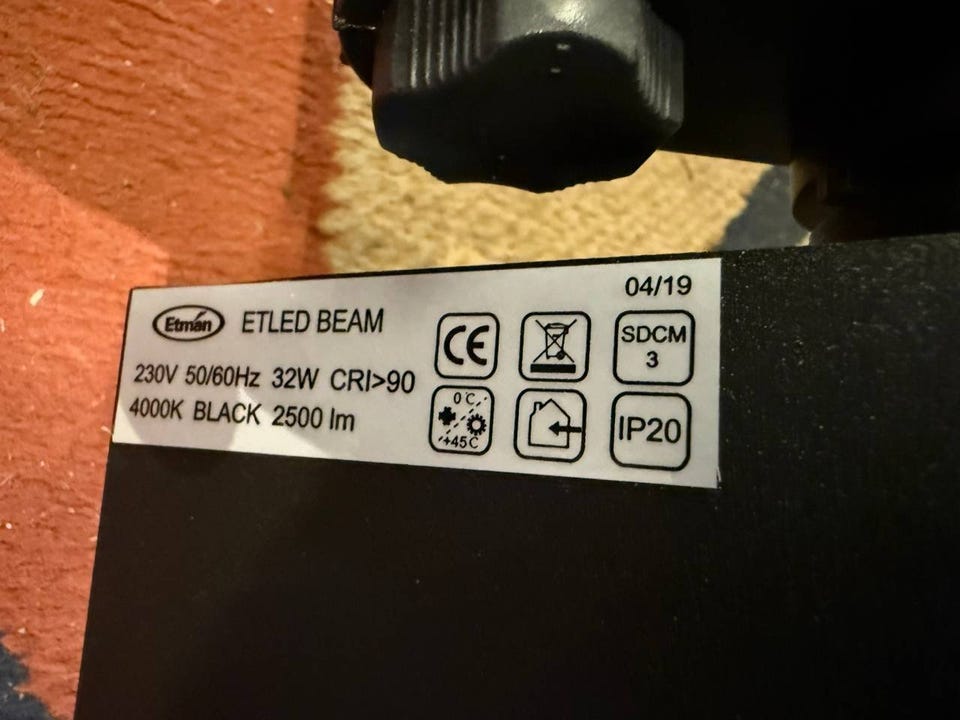 04/19
Etman ETLED BEAM
230V 50/60Hz 32W CRI>90
4000K BLACK 2500 lm
CE
SDCM
3
0°C
+45°C
IP20